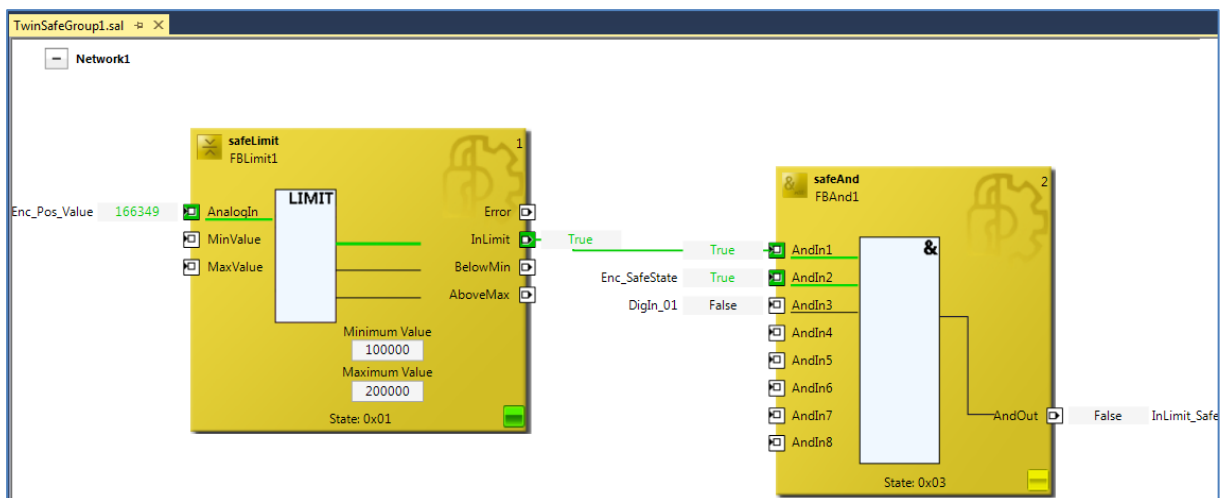 TwinSafeGroup1.sal
Network1
safeLimit
FBLimit1
1
LIMIT
Enc_Pos_Value 166349 AnalogIn
MinValue
MaxValue
Error
InLimit True
BelowMin
AboveMax
Minimum Value
100000
Maximum Value
200000
State: 0x01
safeAnd
FBAnd1
2
&
True AndIn1
Enc_SafeState True AndIn2
DigIn_01 False AndIn3
AndIn4
AndIn5
AndIn6
AndIn7
AndIn8
AndOut False InLimit_Safe
State: 0x03